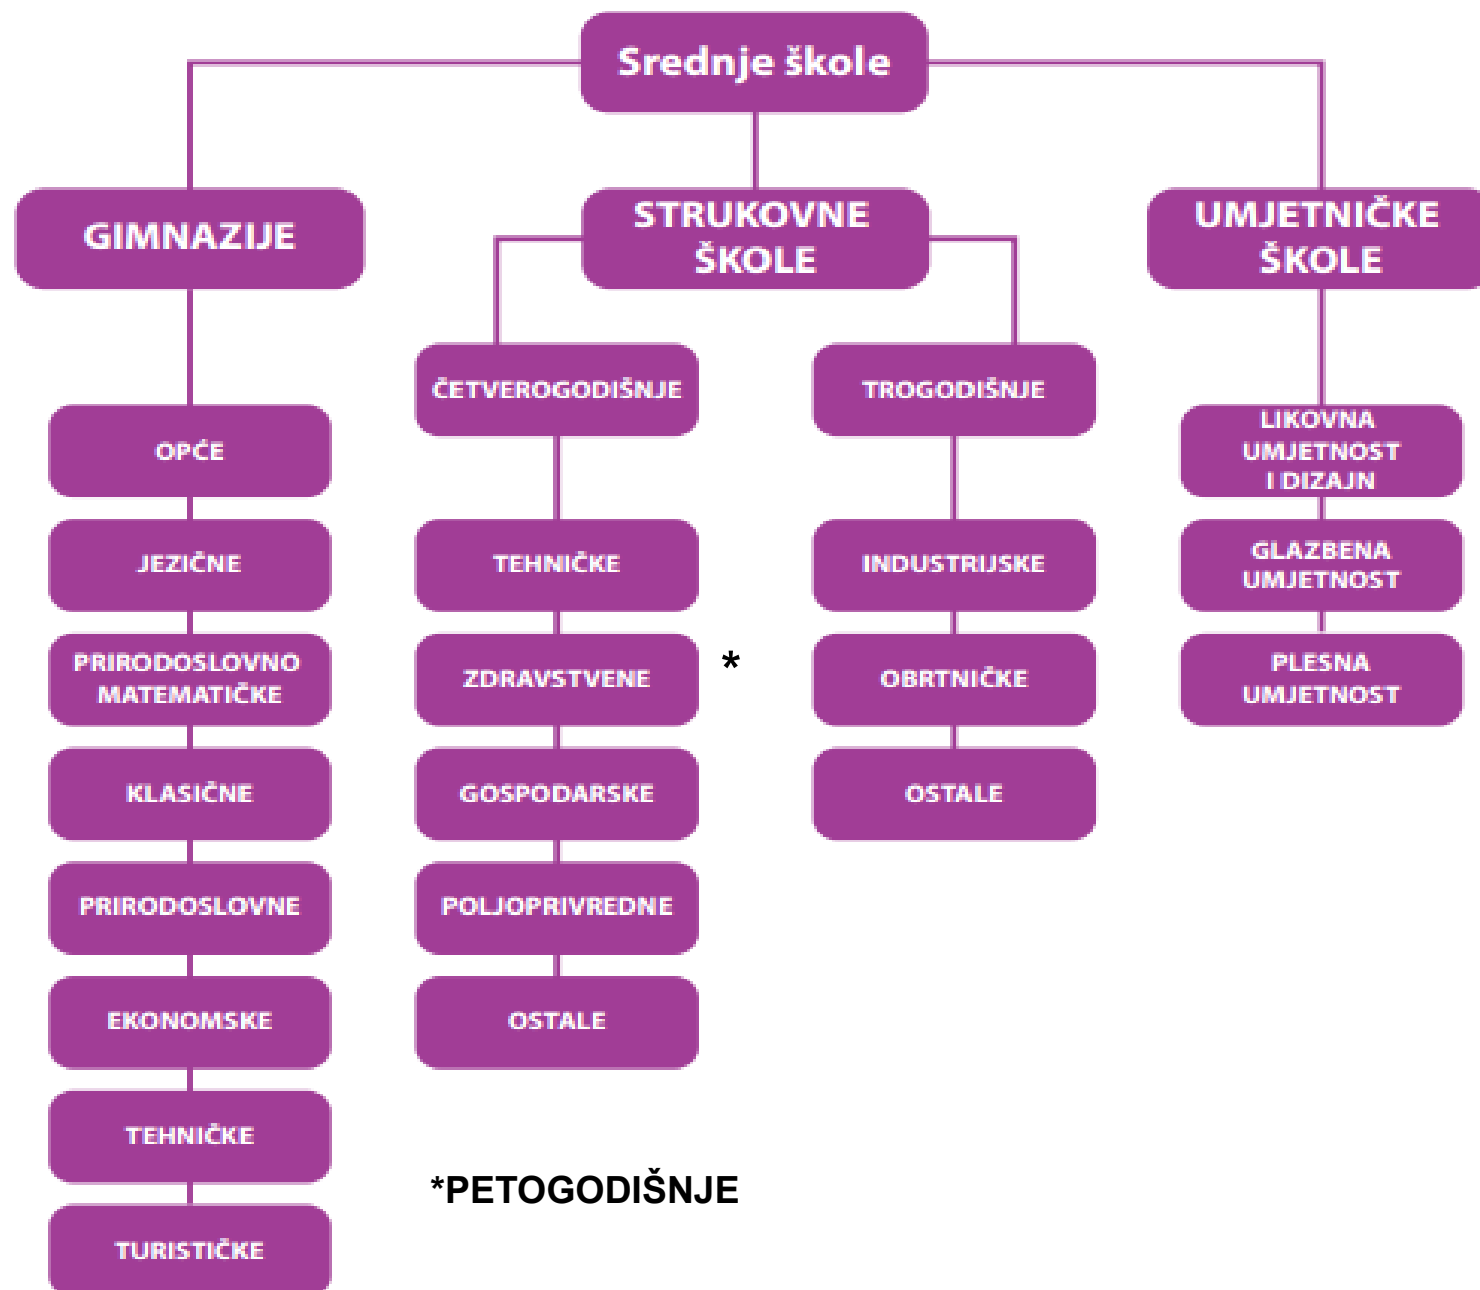 Srednje škole
GIMNAZIJE
OPĆE
JEZIČNE
PRIRODOSLOVNO
MATEMATIČKE
KLASIČNE
PRIRODOSLOVNE
EKONOMSKE
TEHNIČKE
TURISTIČKE
STRUKOVNE
ŠKOLE
ČETVEROGODIŠNJE
TEHNIČKE
ZDRAVSTVENE *
GOSPODARSKE
POLJOPRIVREDNE
OSTALE
TROGODIŠNJE
INDUSTRIJSKE
OBRTNIČKE
OSTALE
UMJETNIČKE
ŠKOLE
LIKOVNA
UMJETNOST
I DIZAJN
GLAZBENA
UMJETNOST
PLESNA
UMJETNOST
*PETOGODIŠNJE